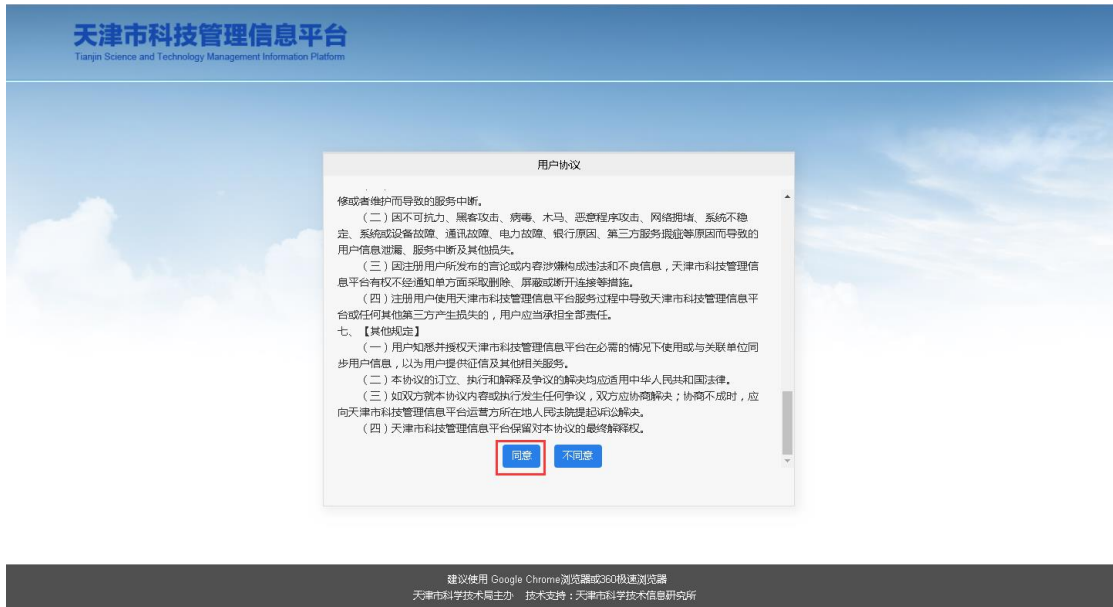 天津市科技管理信息平台
Tianjin Science and Technology Management Information Platform
用户协议
修或者维护而导致的服务中断。
（二）因不可抗力、黑客攻击、病毒、木马、恶意程序攻击、网络拥堵、系统不稳
定、系统或设备故障、通讯故障、电力故障、银行原因、第三方服务瑕疵等原因而导致的
用户信息泄漏、服务中断及其他损失。
（三）因注册用户所发布的言论或内容涉嫌构成违法和不良信息，天津市科技管理信
息平台有权不经通知单方面采取删除、屏蔽或断开连接等措施。
（四）注册用户使用天津市科技管理信息平台服务过程中导致天津市科技管理信息平
台或任何其他第三方产生损失的，用户应当承担全部责任。
七、【其他规定】
（一）用户知悉并授权天津市科技管理信息平台在必需的情况下使用或与关联单位同
步用户信息，以为用户提供征信及其他相关服务。
（二）本协议的订立、执行和解释及争议的解决均应适用中华人民共和国法律。
（三）如双方就本协议内容或执行发生任何争议，双方应协商解决；协商不成时，应
向天津市科技管理信息平台运营方所在地人民法院提起诉讼解决。
（四）天津市科技管理信息平台保留对本协议的最终解释权。
同意 不同意
建议使用 Google Chrome浏览器或360极速浏览器
天津市科学技术局主办 技术支持：天津市科学技术信息研究所